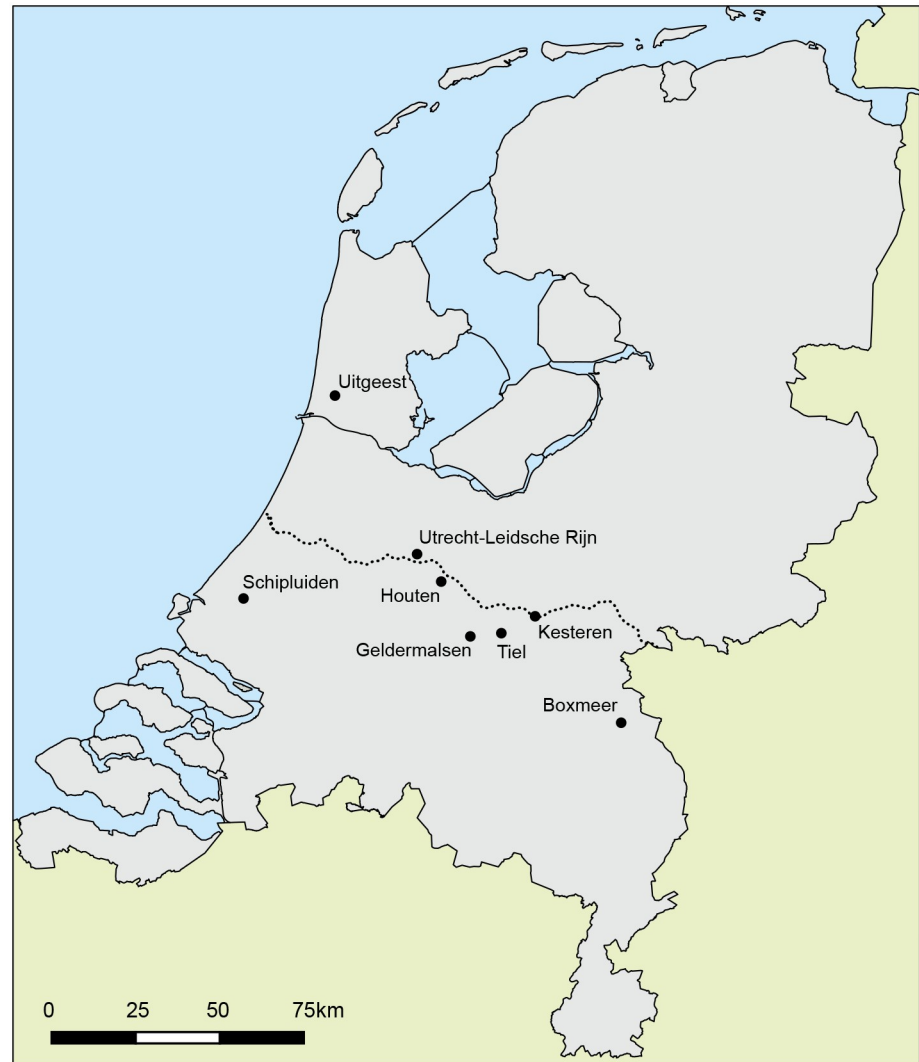 Uitgeest
Utrecht-Leidsche Rijn
Schipluiden
Houten
Kesteren
Geldermalsen
Tiel
Boxmeer
0 25 50 75km